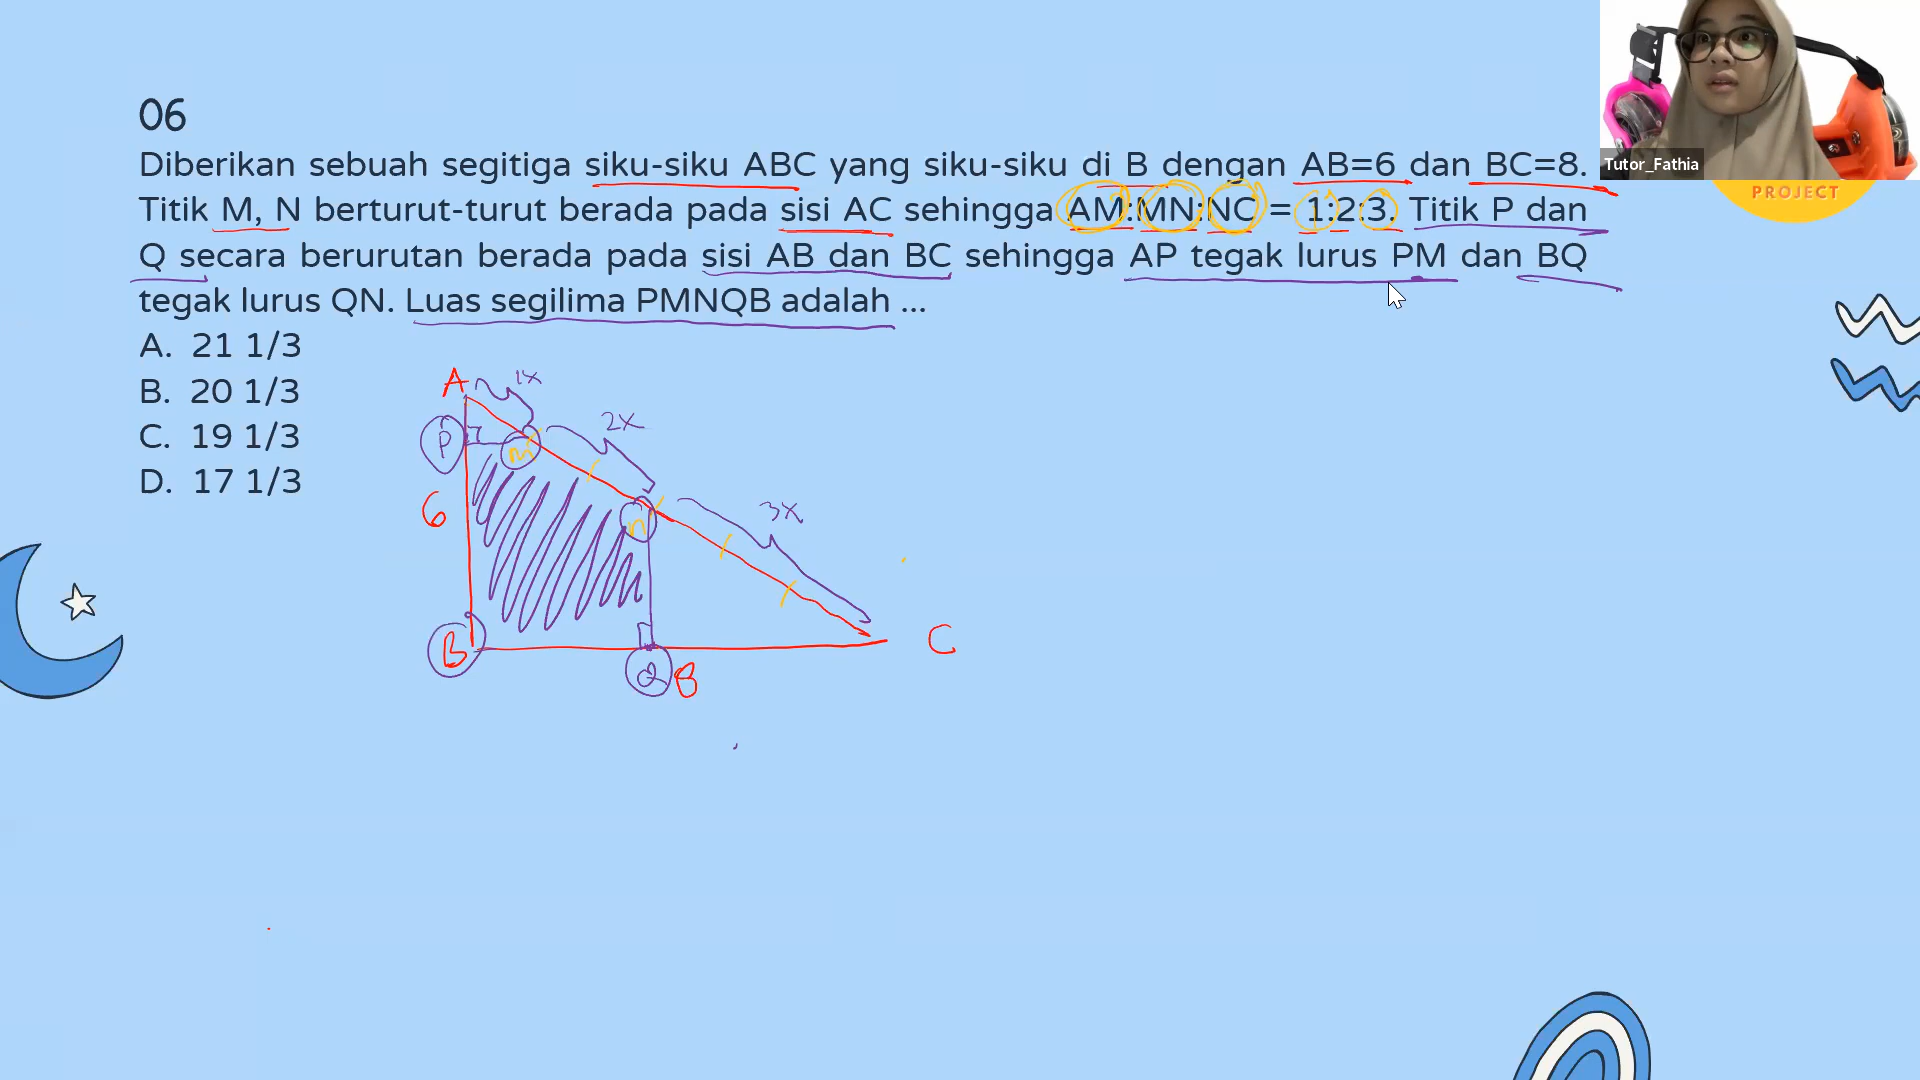 06
Diberikan sebuah segitiga siku-siku ABC yang siku-siku di B dengan AB=6 dan BC=8.
Titik M, N berturut-turut berada pada sisi AC sehingga AM:MN:NC = 1:2:3. Titik P dan
Q secara berurutan berada pada sisi AB dan BC sehingga AP tegak lurus PM dan BQ
tegak lurus QN. Luas segilima PMNQB adalah ...
A. 21 1/3
B. 20 1/3
C. 19 1/3
D. 17 1/3
Tutor_Fathia
PROJECT
A
1x
2x
P
m
6
n
3x
B
Q
8
C